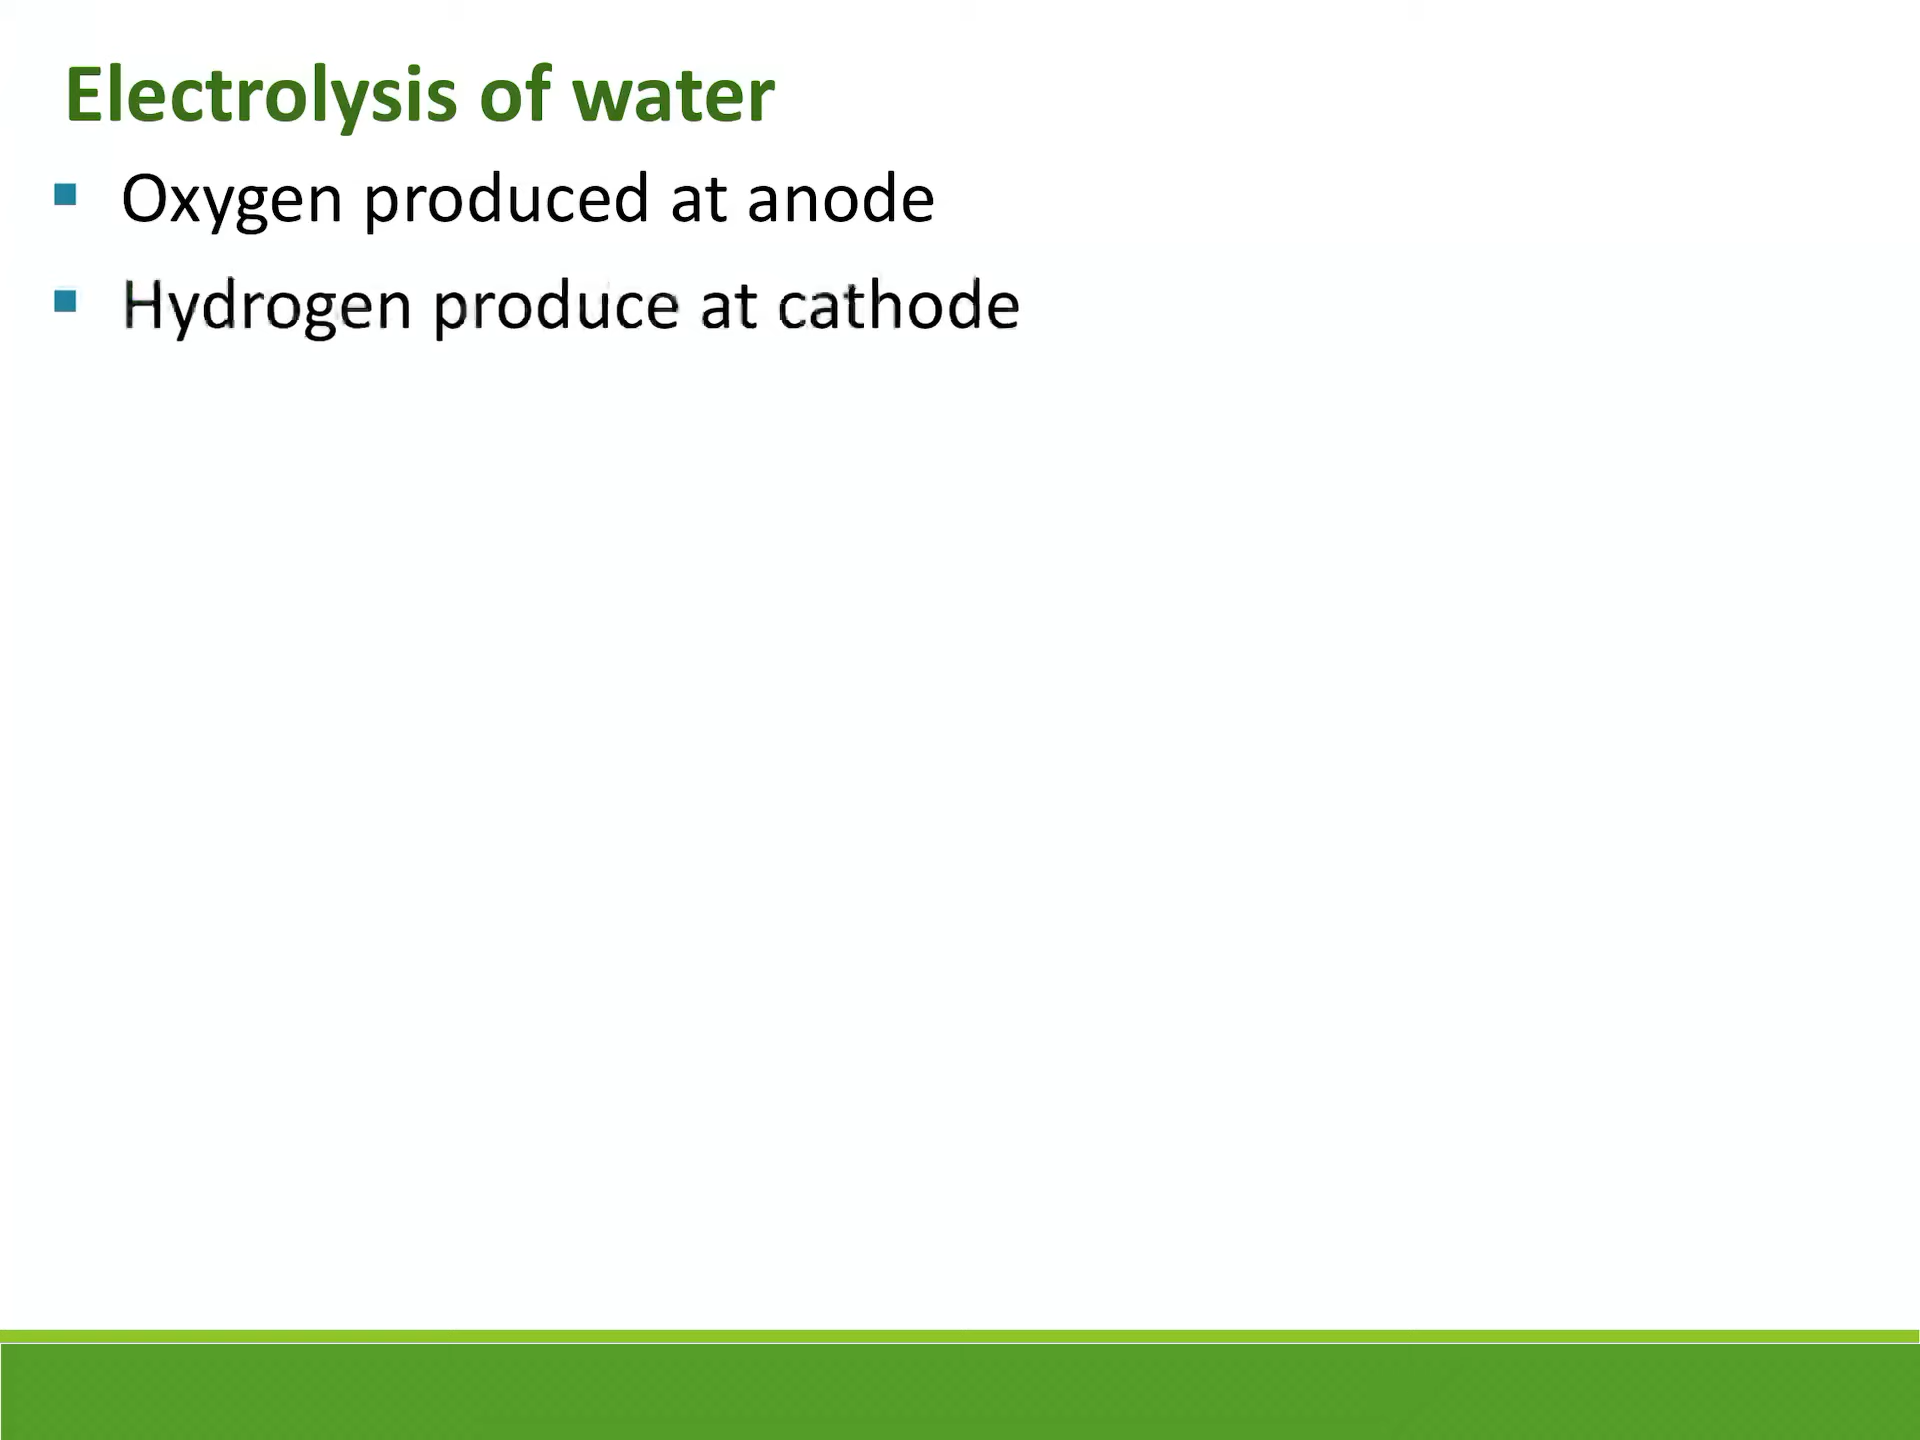 Electrolysis of water
▪ Oxygen produced at anode
▪ Hydrogen produce at cathode